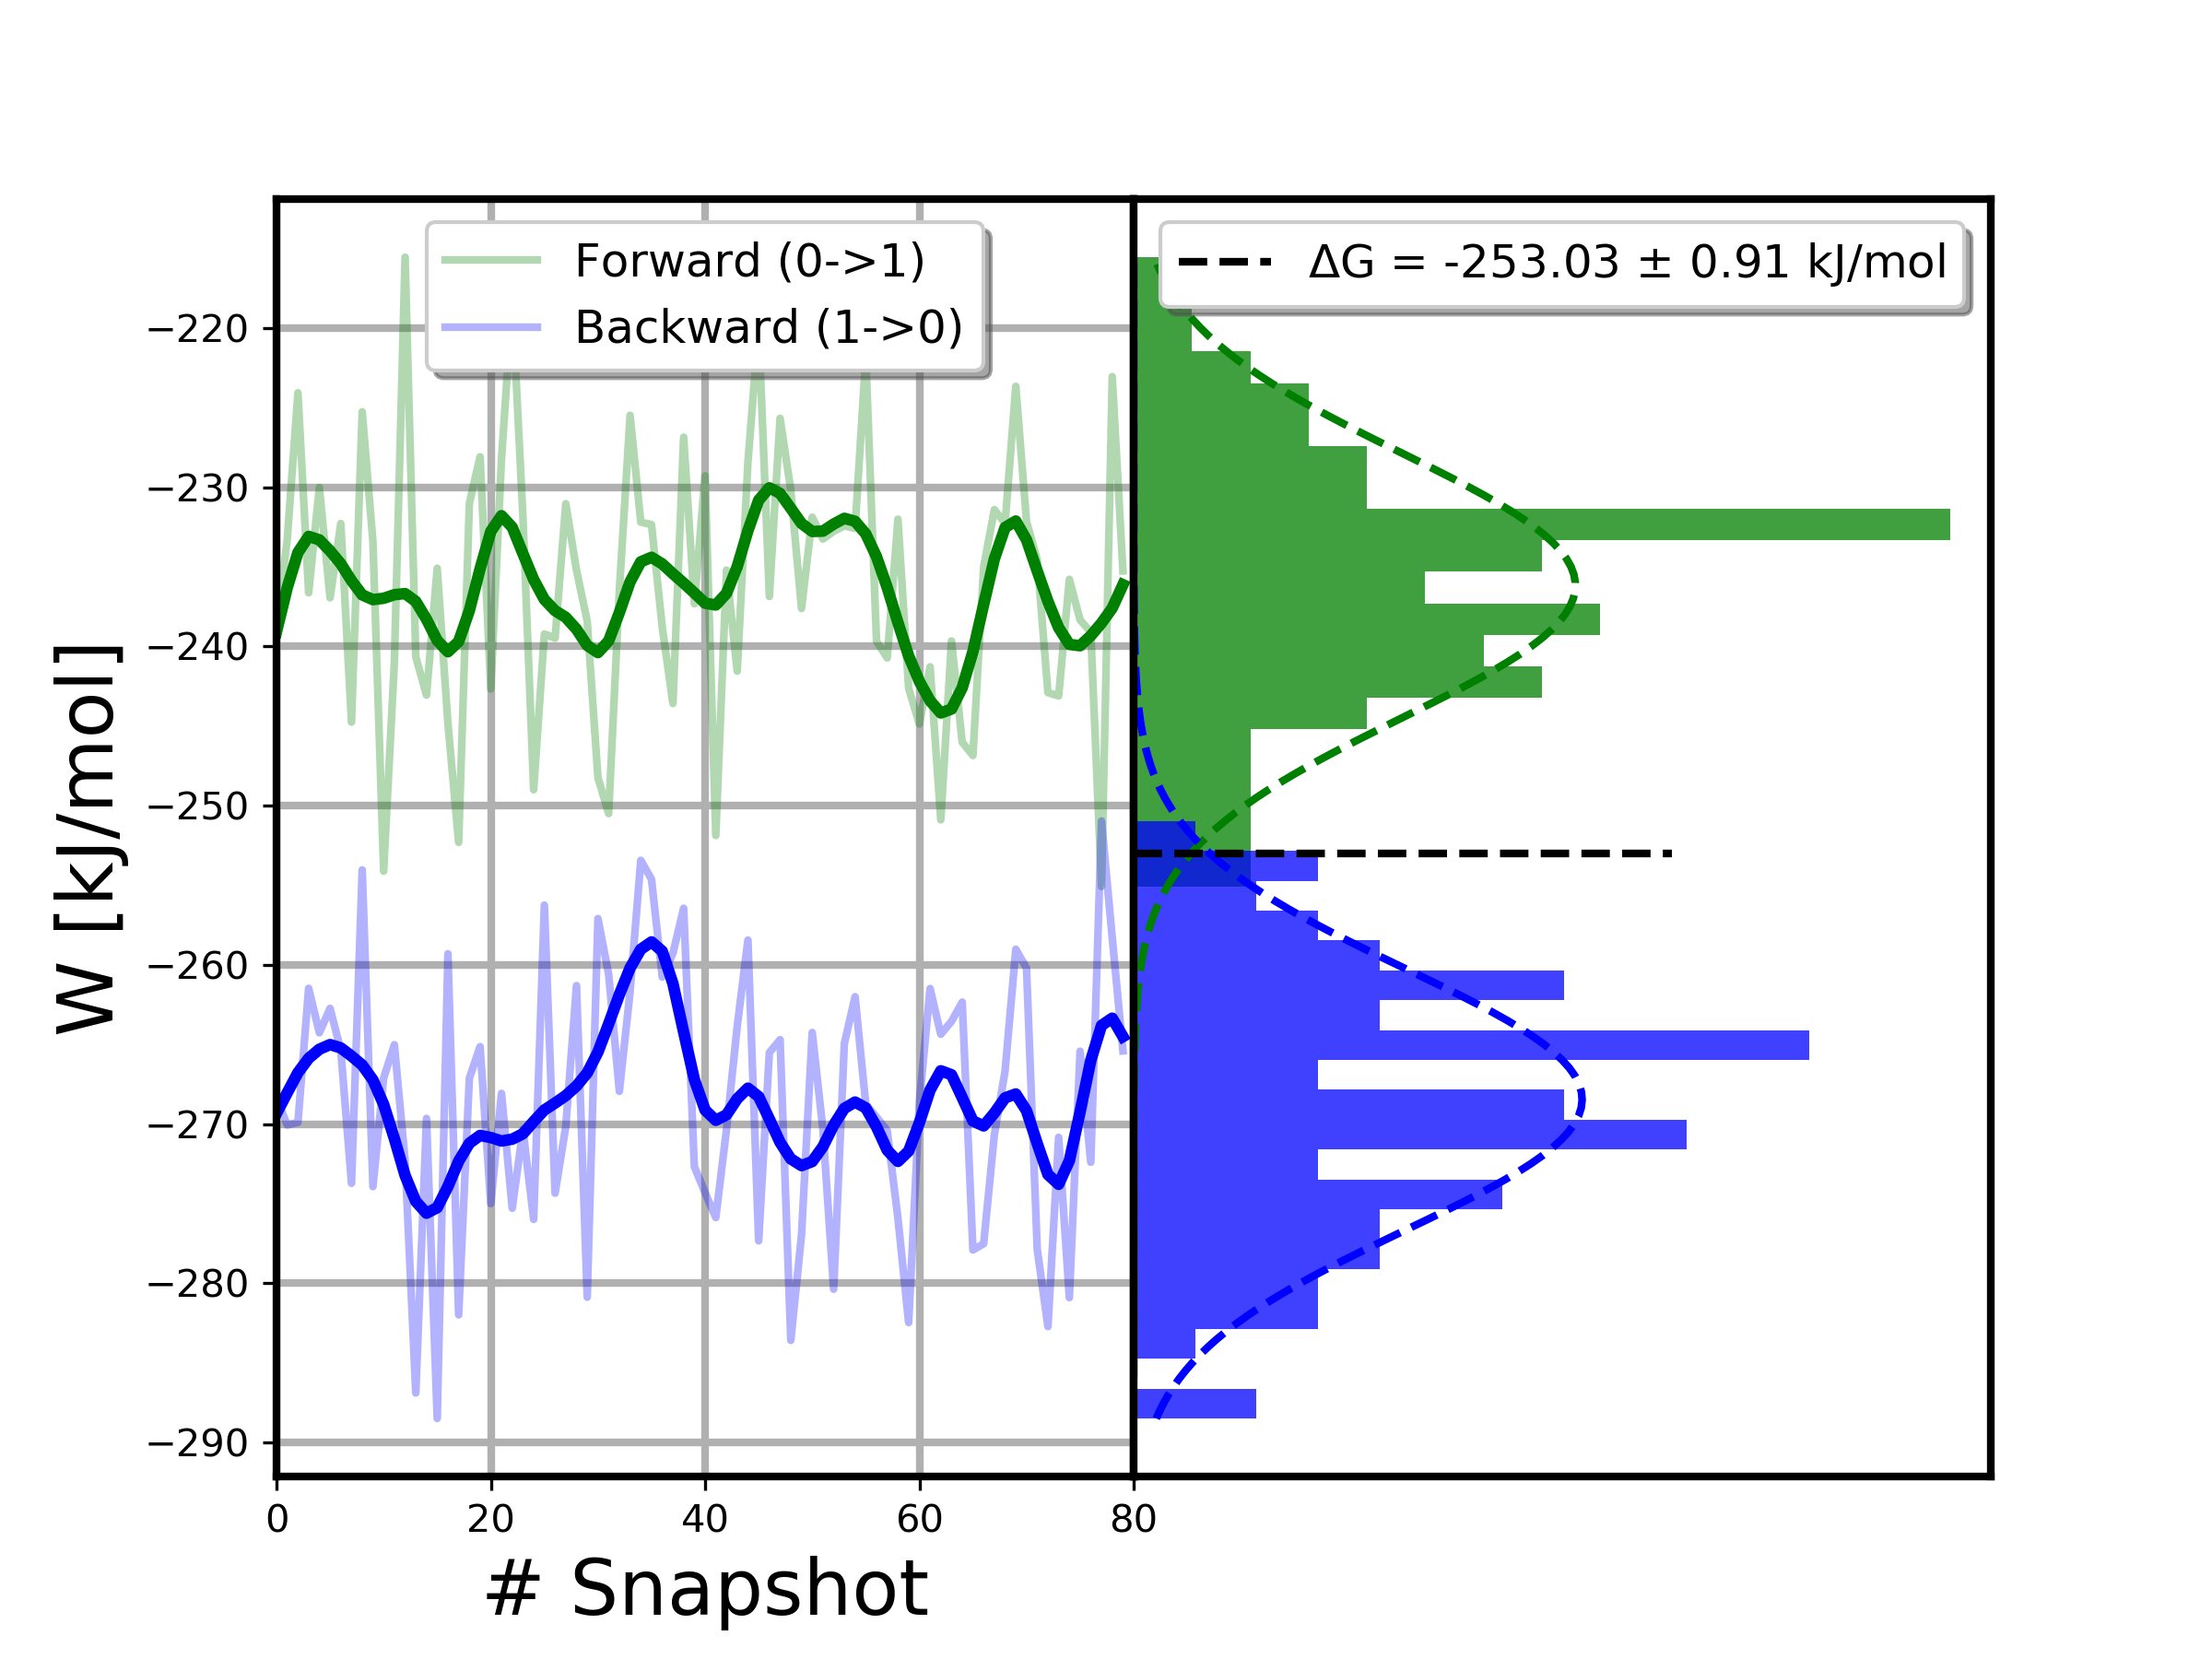 Forward (0->1)
Backward (1->0)
ΔG = -253.03 ± 0.91 kJ/mol
W [kJ/mol]
−220
−230
−240
−250
−260
−270
−280
−290
0 20 40 60 80
# Snapshot